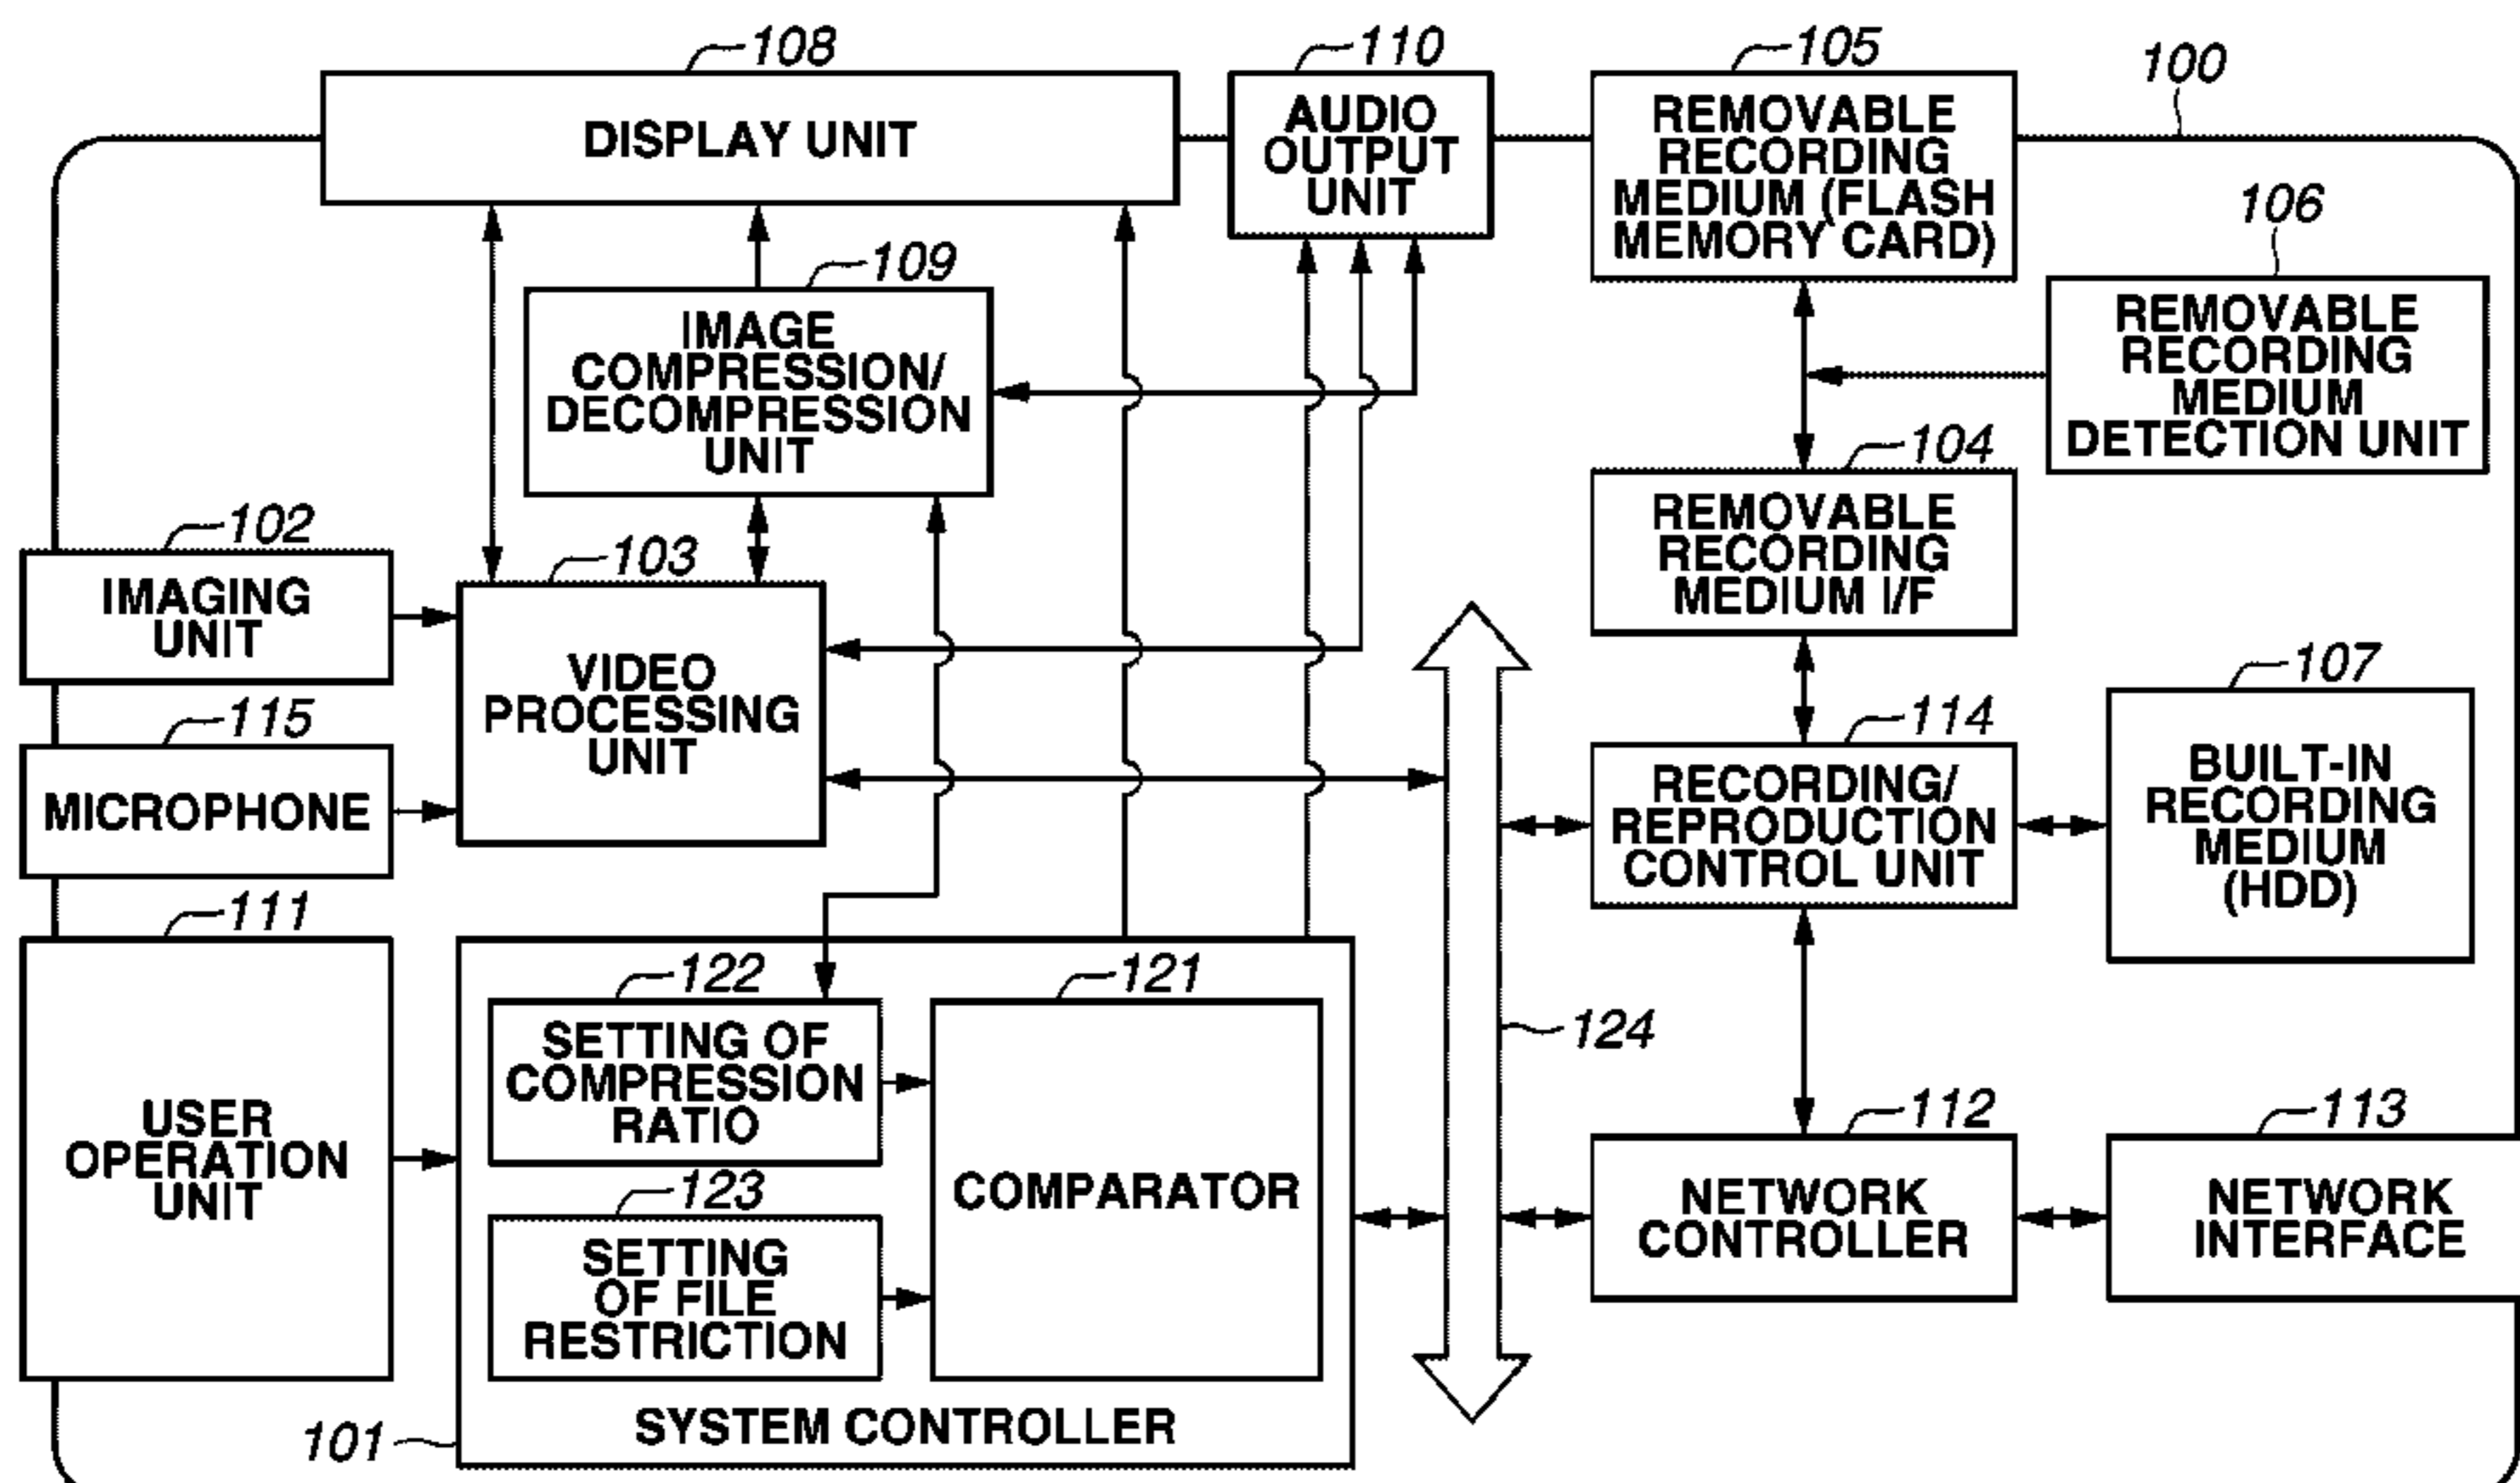 108
DISPLAY UNIT
110
AUDIO
OUTPUT
UNIT
105
REMOVABLE
RECORDING
MEDIUM (FLASH
MEMORY CARD)
100
106
REMOVABLE
RECORDING
MEDIUM
DETECTION UNIT
109
IMAGE
COMPRESSION/
DECOMPRESSION
UNIT
104
REMOVABLE
RECORDING
MEDIUM I/F
102
IMAGING
UNIT
103
VIDEO
PROCESSING
UNIT
115
MICROPHONE
114
RECORDING/
REPRODUCTION
CONTROL UNIT
107
BUILT-IN
RECORDING
MEDIUM
(HDD)
111
USER
OPERATION
UNIT
122
SETTING OF
COMPRESSION
RATIO
121
COMPARATOR
123
SETTING
OF FILE
RESTRICTION
101
SYSTEM CONTROLLER
124
112
NETWORK
CONTROLLER
113
NETWORK
INTERFACE